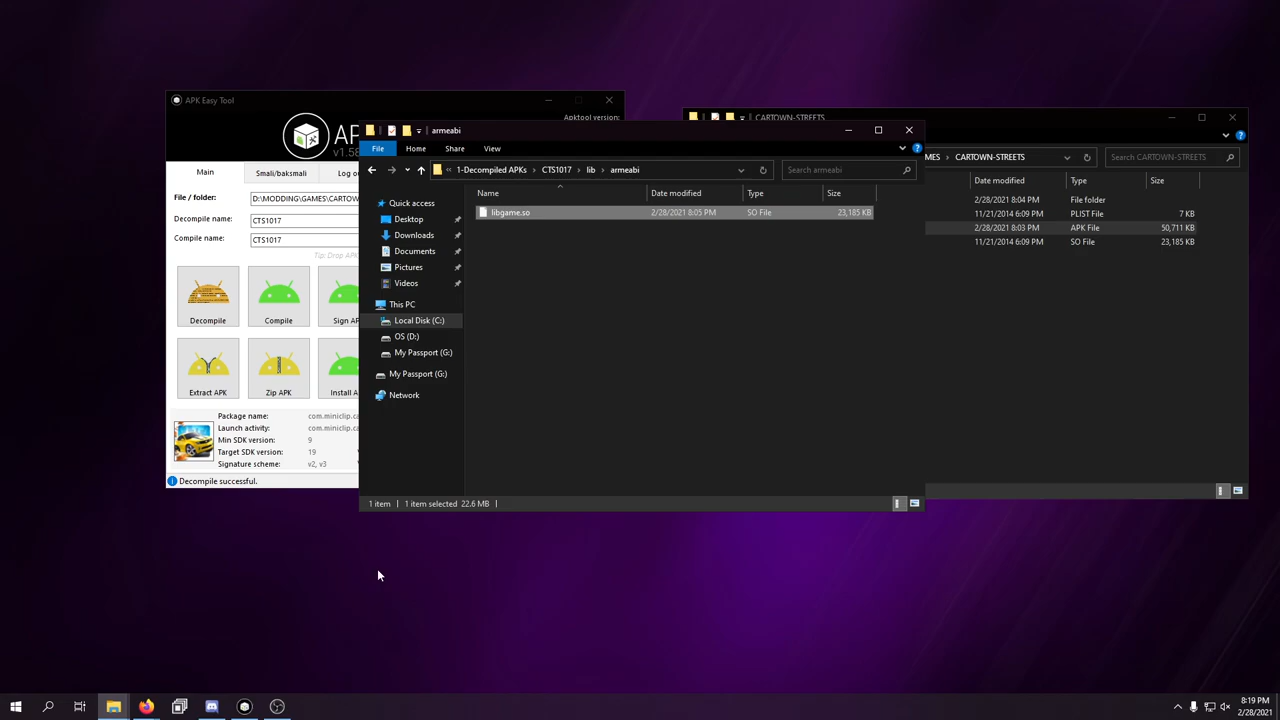 APK Easy Tool
AP
v1.58
Apktool version:
Main
Smali/baksmali
Log ou
File / folder:
D:\MODDING\GAMES\CARTOW
Decompile name:
CTS1017
Compile name:
CTS1017
Tip: Drop APK
Decompile
Compile
Sign AP
Extract APK
Zip APK
Install A
Package name:
com.miniclip.ca
Launch activity:
com.miniclip.ca
Min SDK version:
9
Target SDK version:
19
Signature scheme:
v2, v3
Decompile successful.
armeabi
File
Home
Share
View
« 1-Decompiled APKs > CTS1017 > lib > armeabi
Search armeabi
Name
Date modified
Type
Size
libgame.so
2/28/2021 8:05 PM
SO File
23,185 KB
Quick access
Desktop
Downloads
Documents
Pictures
Videos
This PC
Local Disk (C:)
OS (D:)
My Passport (G:)
My Passport (G:)
Network
1 item
1 item selected 22.6 MB
CARTOWN-STREETS
MES > CARTOWN-STREETS
Search CARTOWN-STREETS
Date modified
Type
Size
2/28/2021 8:04 PM
File folder
11/21/2014 6:09 PM
PLIST File
7 KB
2/28/2021 8:03 PM
APK File
50,711 KB
11/21/2014 6:09 PM
SO File
23,185 KB
8:19 PM
2/28/2021